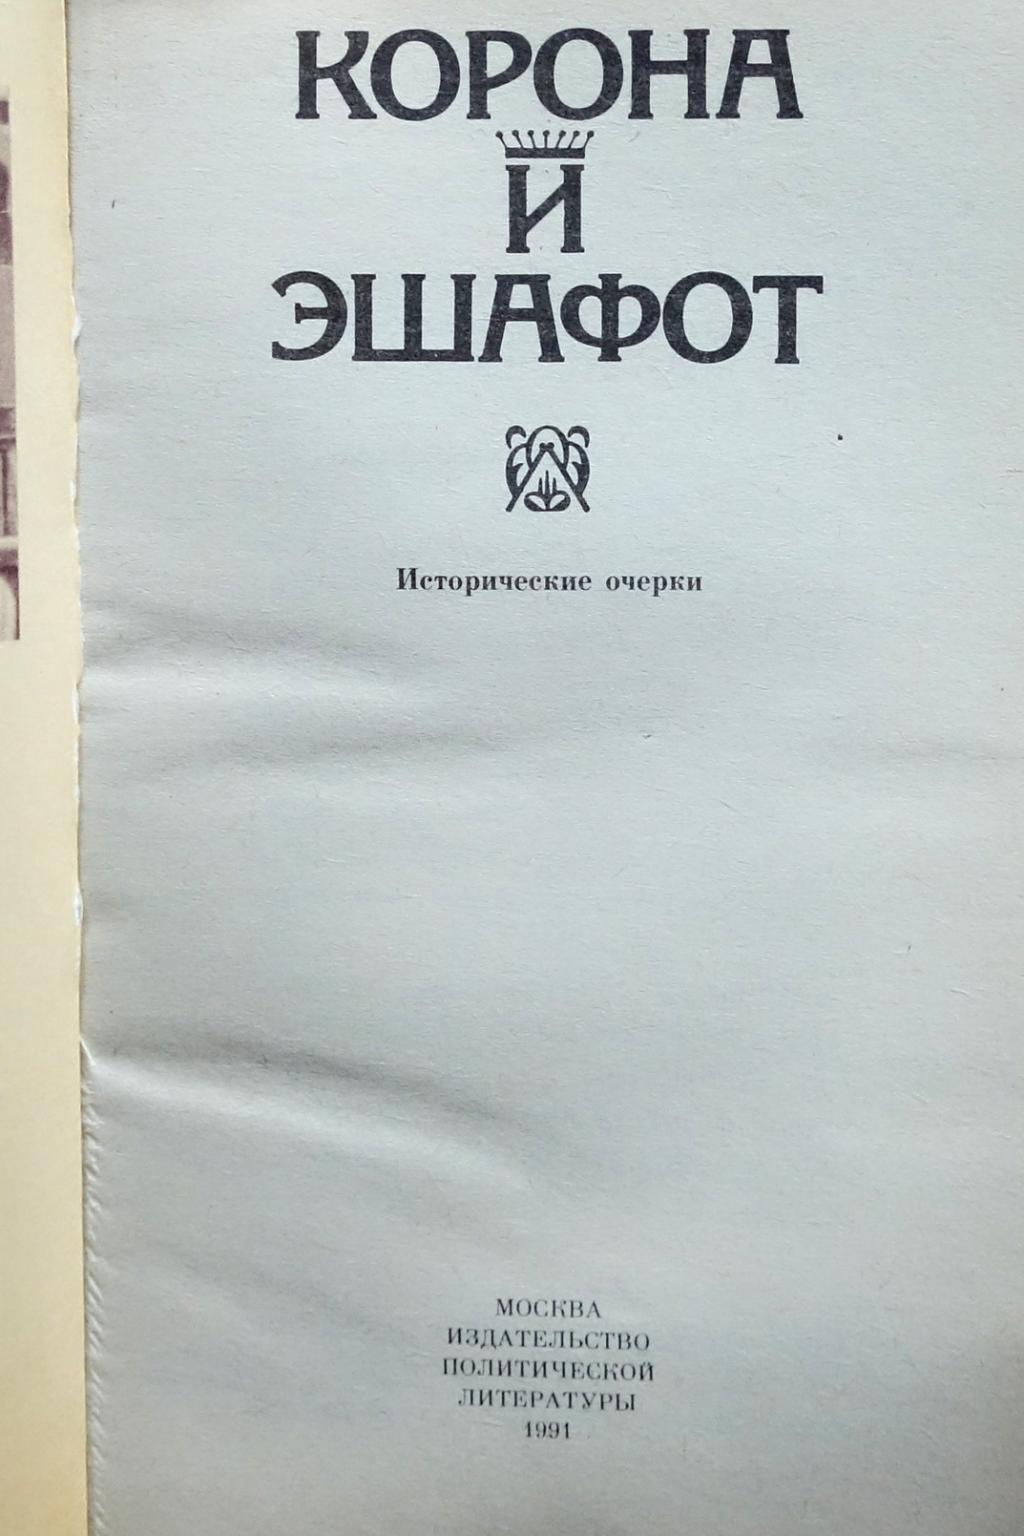 КОРОНА
И
ЭШАФОТ
Исторические очерки
МОСКВА
ИЗДАТЕЛЬСТВО
ПОЛИТИЧЕСКОЙ
ЛИТЕРАТУРЫ
1991